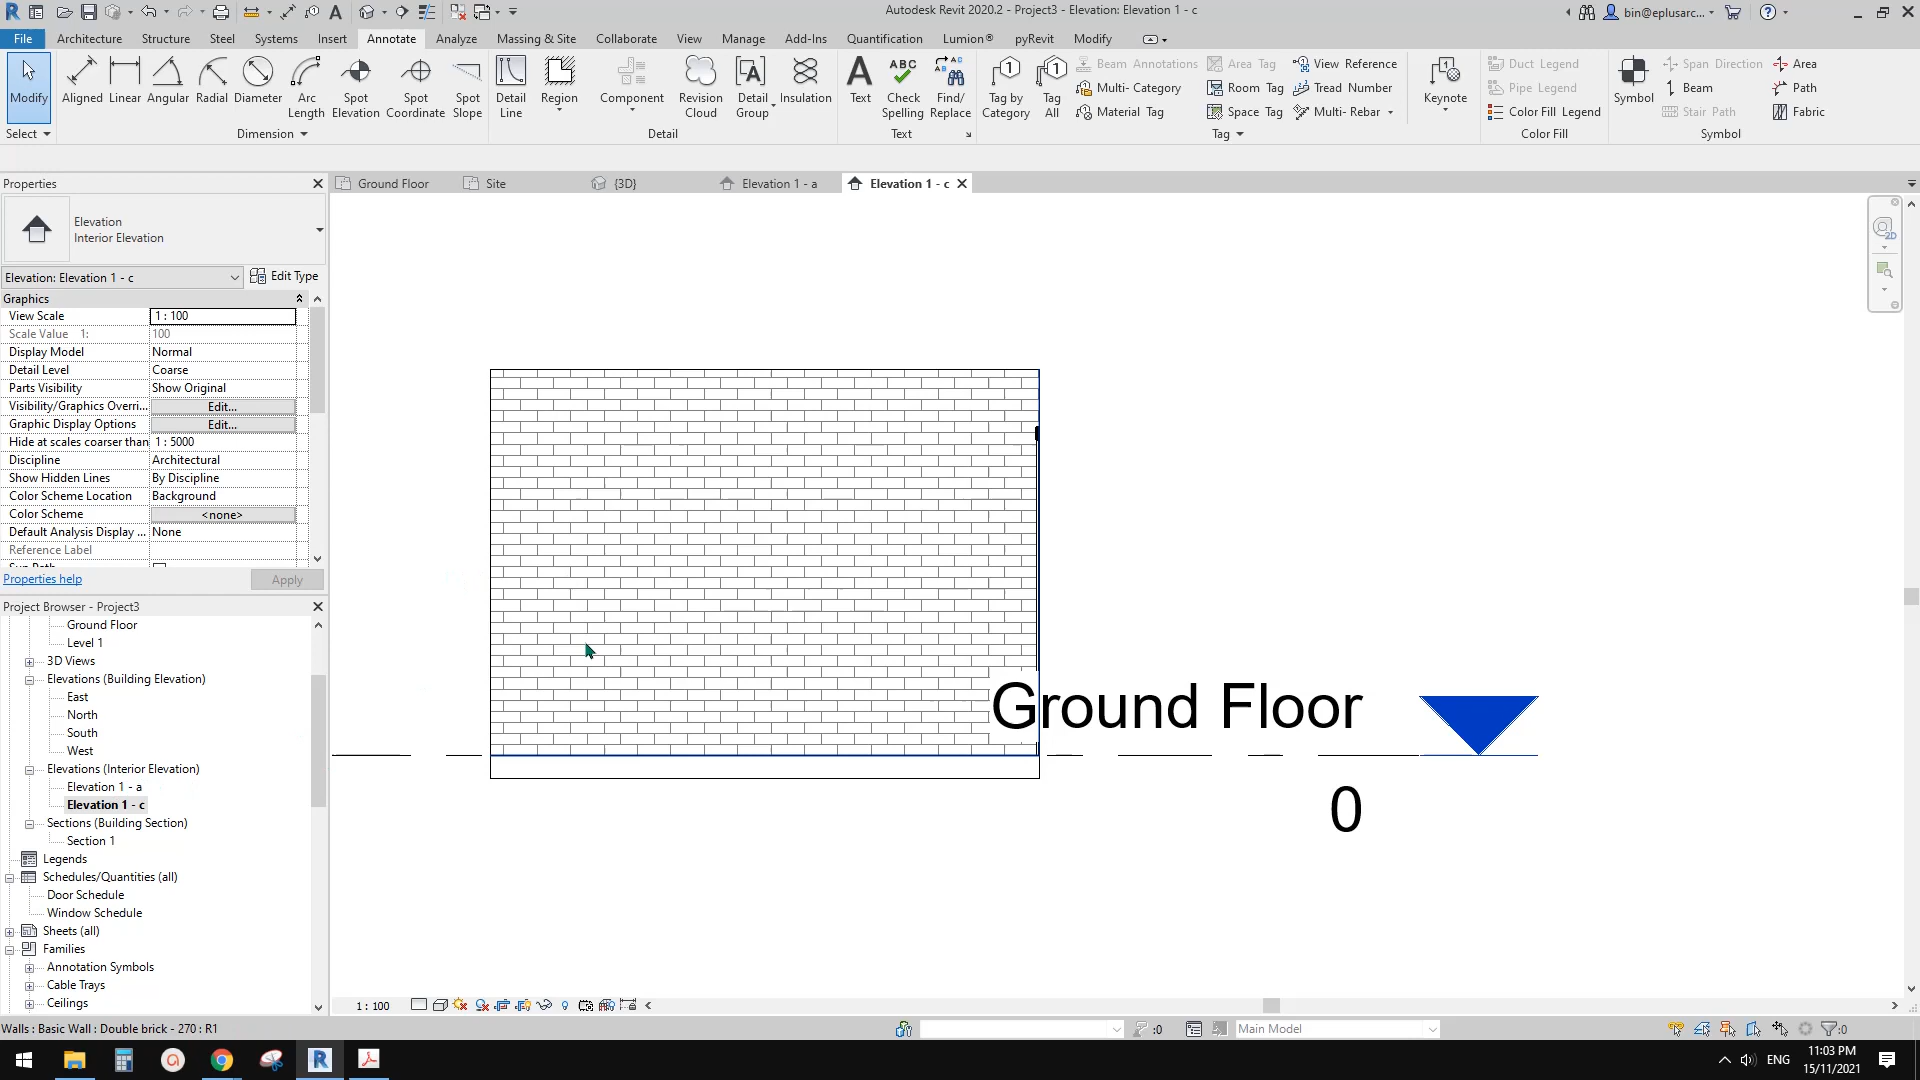 Autodesk Revit 2020.2 - Project3 - Elevation: Elevation 1 - c
bin@eplusarc...
File Architecture Structure Steel Systems Insert Annotate Analyze Massing & Site Collaborate View Manage Add-Ins Quantification Lumion® pyRevit Modify
Modify
Aligned Linear Angular Radial Diameter Arc Length Spot Elevation Spot Coordinate Spot Slope
Detail Line Region Component Revision Cloud Detail Group Insulation
Text ABC Check Spelling Find/ Replace
Tag by Category Tag All
Beam Annotations Area Tag View Reference
Multi- Category Room Tag Tread Number
Material Tag Space Tag Multi- Rebar
Keynote
Duct Legend
Pipe Legend
Color Fill Legend
Symbol Span Direction Area
Beam Path
Stair Path Fabric
Select Dimension Detail Text Tag Color Fill Symbol
Properties
Ground Floor Site {3D} Elevation 1 - a Elevation 1 - c
Elevation
Interior Elevation
Elevation: Elevation 1 - c Edit Type
Graphics
View Scale 1 : 100
Scale Value 1: 100
Display Model Normal
Detail Level Coarse
Parts Visibility Show Original
Visibility/Graphics Overri... Edit...
Graphic Display Options Edit...
Hide at scales coarser than 1 : 5000
Discipline Architectural
Show Hidden Lines By Discipline
Color Scheme Location Background
Color Scheme <none>
Default Analysis Display ... None
Reference Label
Properties help Apply
Project Browser - Project3
Ground Floor
Level 1
3D Views
Elevations (Building Elevation)
East
North
South
West
Elevations (Interior Elevation)
Elevation 1 - a
Elevation 1 - c
Sections (Building Section)
Section 1
Legends
Schedules/Quantities (all)
Door Schedule
Window Schedule
Sheets (all)
Families
Annotation Symbols
Cable Trays
Ceilings
Ground Floor
0
1 : 100
Walls : Basic Wall : Double brick - 270 : R1
:0
Main Model
:0
ENG
11:03 PM
15/11/2021